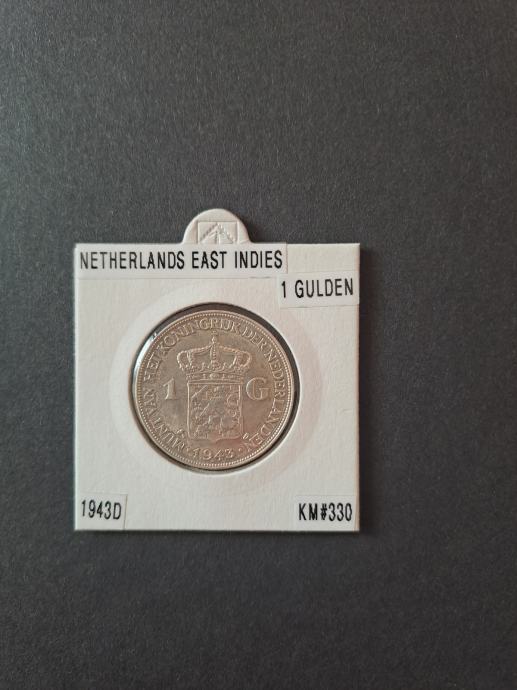 NETHERLANDS EAST INDIES
1 GULDEN
MUNT VAN HET KONINGRIJK DER NEDERLANDEN
1 G
1943
1943D
KM#330